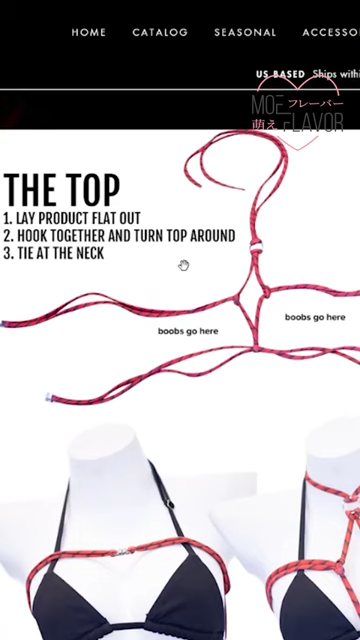 HOME CATALOG SEASONAL
US BASED Ships
MOE フレーバー
萌え FLAVOR
THE TOP
1. LAY PRODUCT FLAT OUT
2. HOOK TOGETHER AND TURN TOP AROUND
3. TIE AT THE NECK
boobs go here
boobs go here